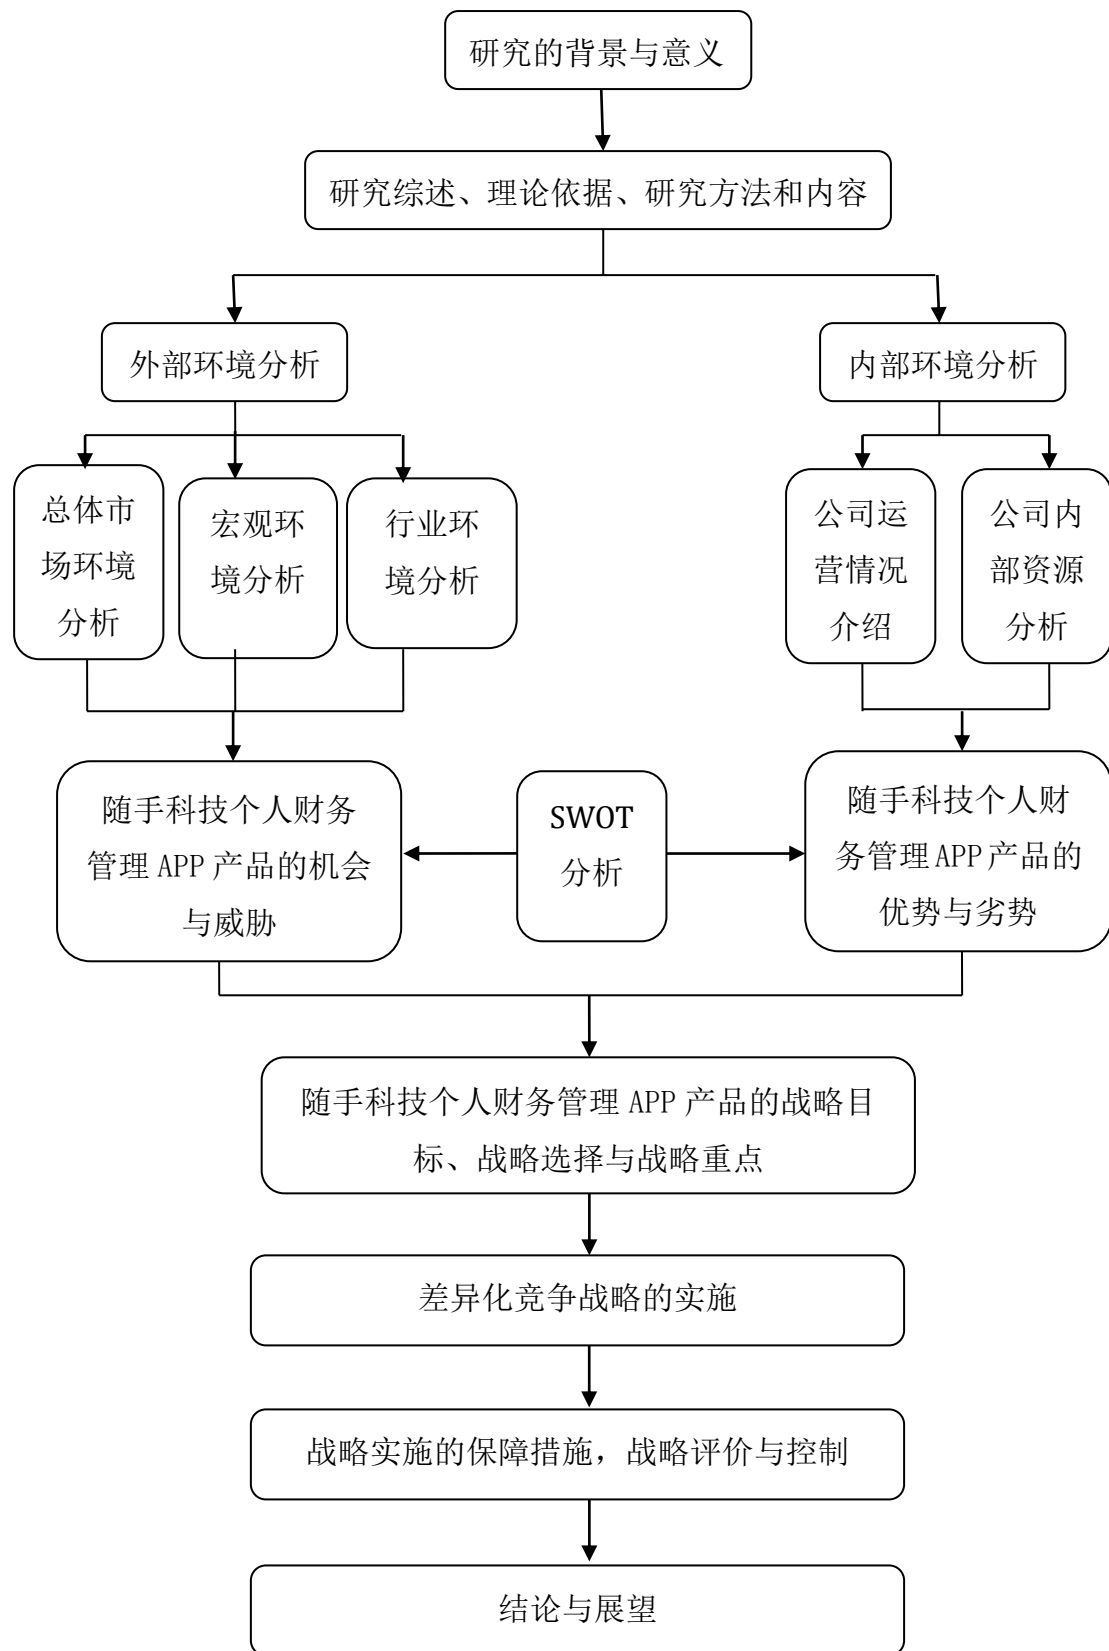 研究的背景与意义
研究综述、理论依据、研究方法和内容
外部环境分析
内部环境分析
总体市
场环境
分析
宏观环
境分析
行业环
境分析
公司运
营情况
介绍
公司内
部资源
分析
随手科技个人财务
管理 APP 产品的机会
与威胁
SWOT
分析
随手科技个人财
务管理 APP 产品的
优势与劣势
随手科技个人财务管理 APP 产品的战略目
标、战略选择与战略重点
差异化竞争战略的实施
战略实施的保障措施，战略评价与控制
结论与展望